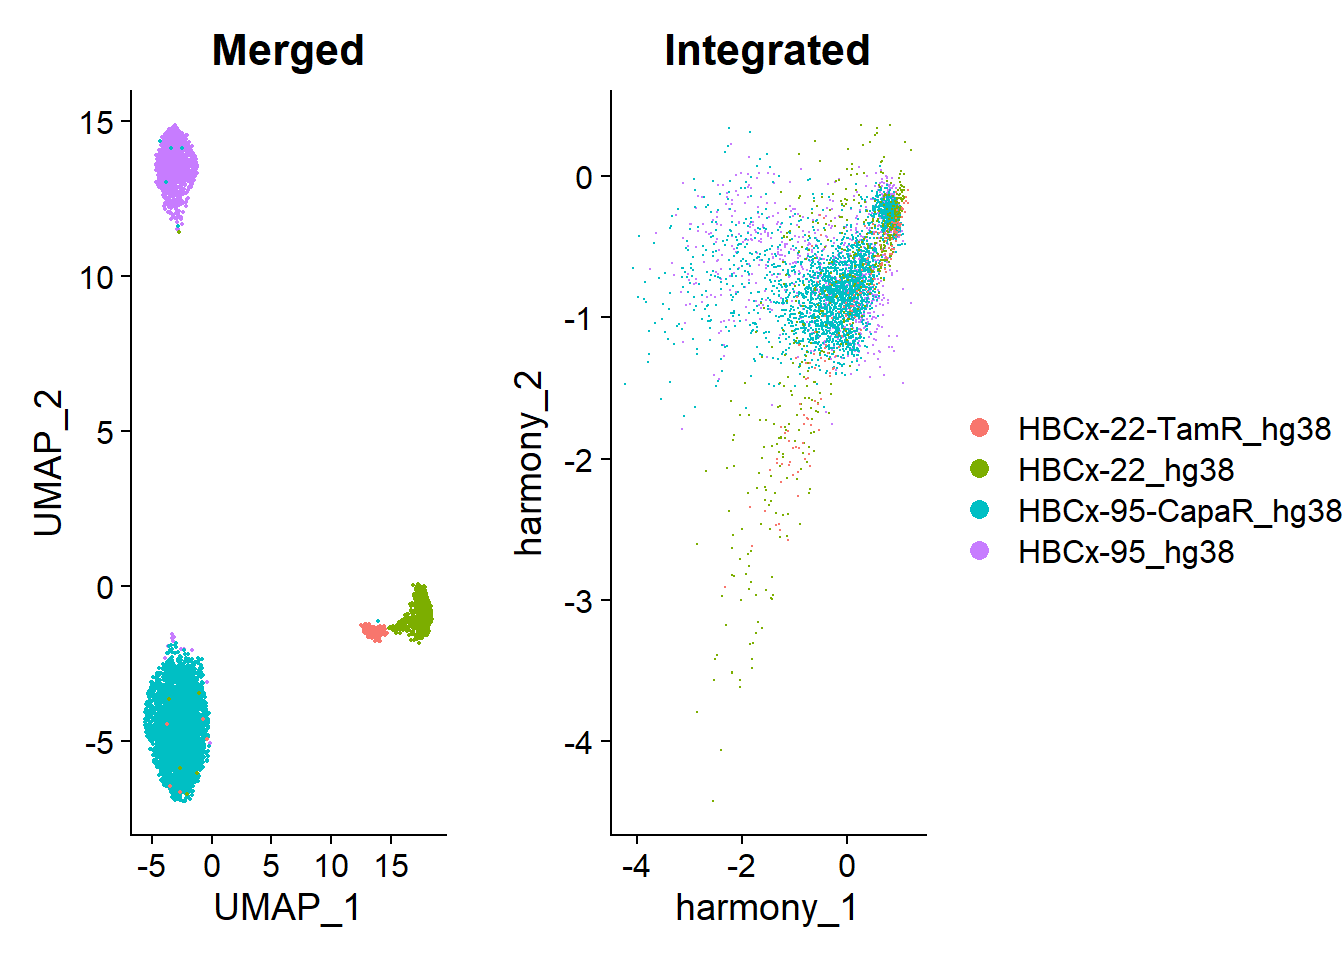 Merged
15
10
5
0
-5
UMAP_2
-5 0 5 10 15
UMAP_1
Integrated
0
-1
-2
-3
-4
harmony_2
-4 -2 0
harmony_1
HBCx-22-TamR_hg38
HBCx-22_hg38
HBCx-95-CapaR_hg38
HBCx-95_hg38